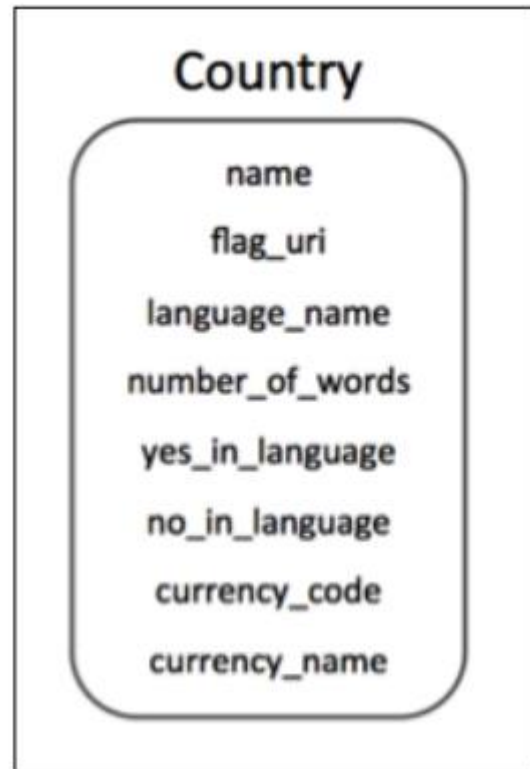 Country
name
flag_uri
language_name
number_of_words
yes_in_language
no_in_language
currency_code
currency_name